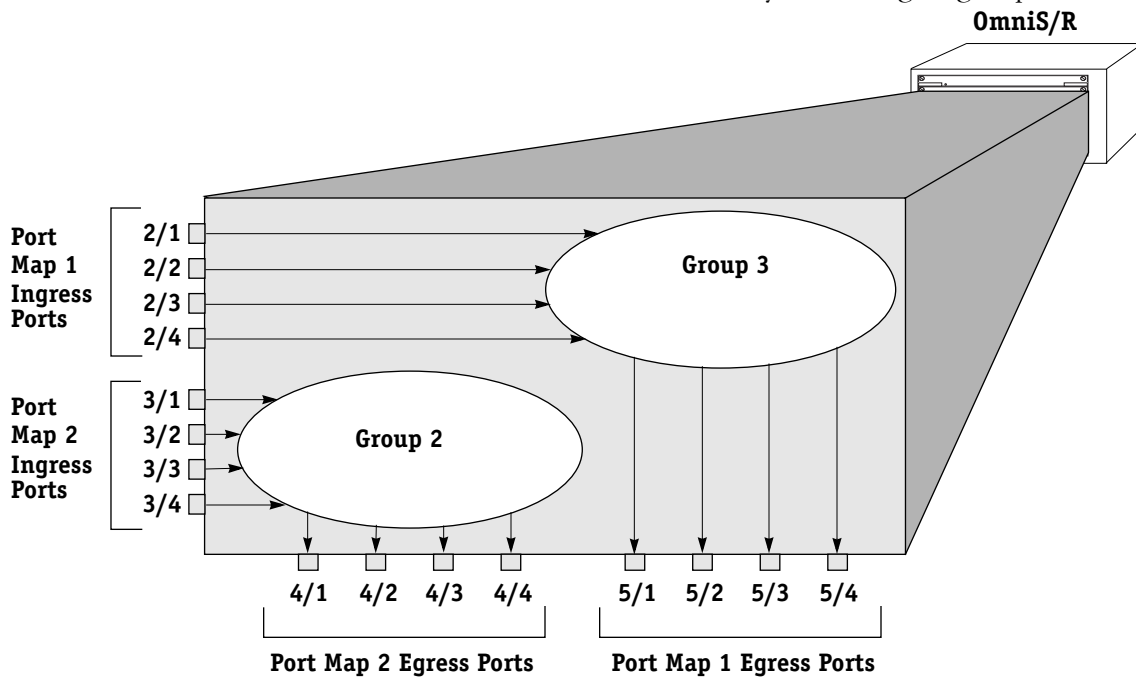 OmniS/R
Port
Map 1
Ingress
Ports
2/1
2/2
2/3
2/4
Group 3
Port
Map 2
Ingress
Ports
3/1
3/2
3/3
3/4
Group 2
4/1 4/2 4/3 4/4 5/1 5/2 5/3 5/4
Port Map 2 Egress Ports Port Map 1 Egress Ports